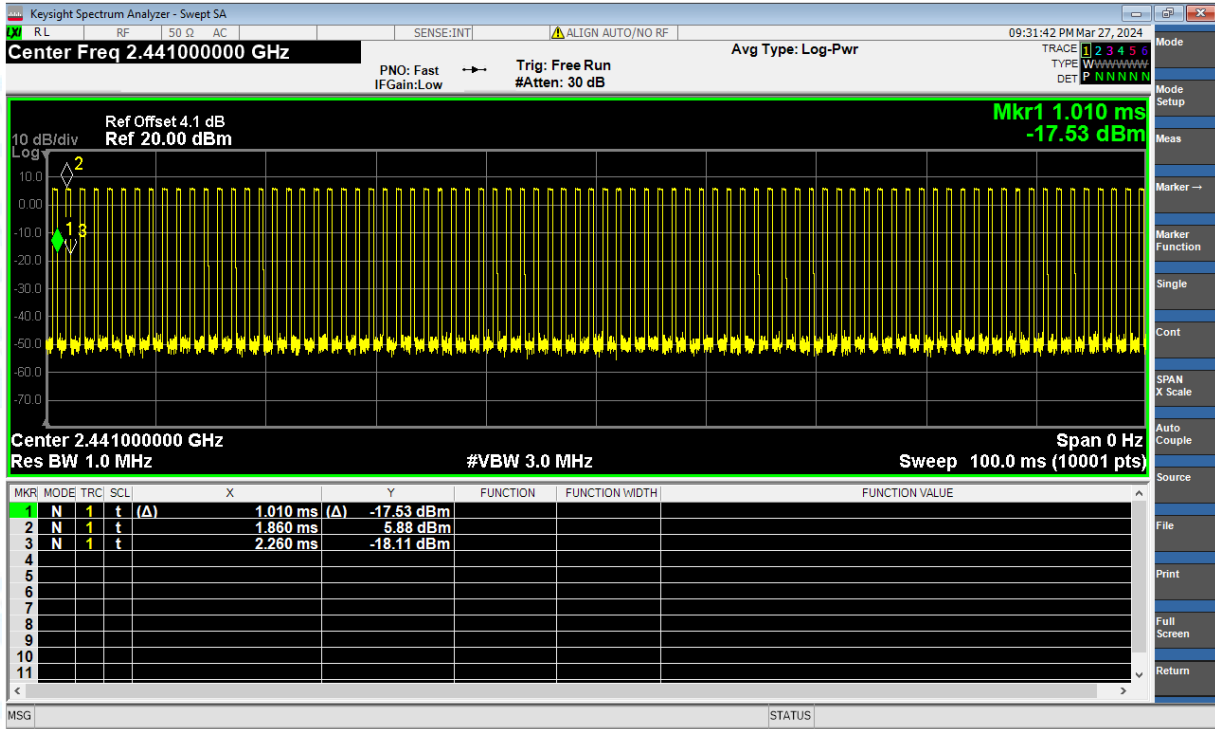 Keysight Spectrum Analyzer - Swept SA
LXI RL RF 50 Ω AC SENSE:INT ALIGN AUTO/NO RF 09:31:42 PM Mar 27, 2024
Center Freq 2.441000000 GHz
Avg Type: Log-Pwr
TRACE 1 2 3 4 5 6
TYPE W W W W W W
DET P N N N N N
PNO: Fast
IFGain:Low
Trig: Free Run
#Atten: 30 dB
Mkr1 1.010 ms
-17.53 dBm
Ref Offset 4.1 dB
10 dB/div Ref 20.00 dBm
Log
10.0
0.00
-10.0
-20.0
-30.0
-40.0
-50.0
-60.0
-70.0
2
1 3
Center 2.441000000 GHz Span 0 Hz
Res BW 1.0 MHz #VBW 3.0 MHz Sweep 100.0 ms (10001 pts)
MKR MODE TRC SCL X Y FUNCTION FUNCTION WIDTH FUNCTION VALUE
1 N 1 t (Δ) 1.010 ms (Δ) -17.53 dBm
2 N 1 t 1.860 ms 5.88 dBm
3 N 1 t 2.260 ms -18.11 dBm
4
5
6
7
8
9
10
11
MSG STATUS
Mode
Mode
Setup
Meas
Marker →
Marker
Function
Single
Cont
SPAN
X Scale
Auto
Couple
Source
File
Print
Full
Screen
Return